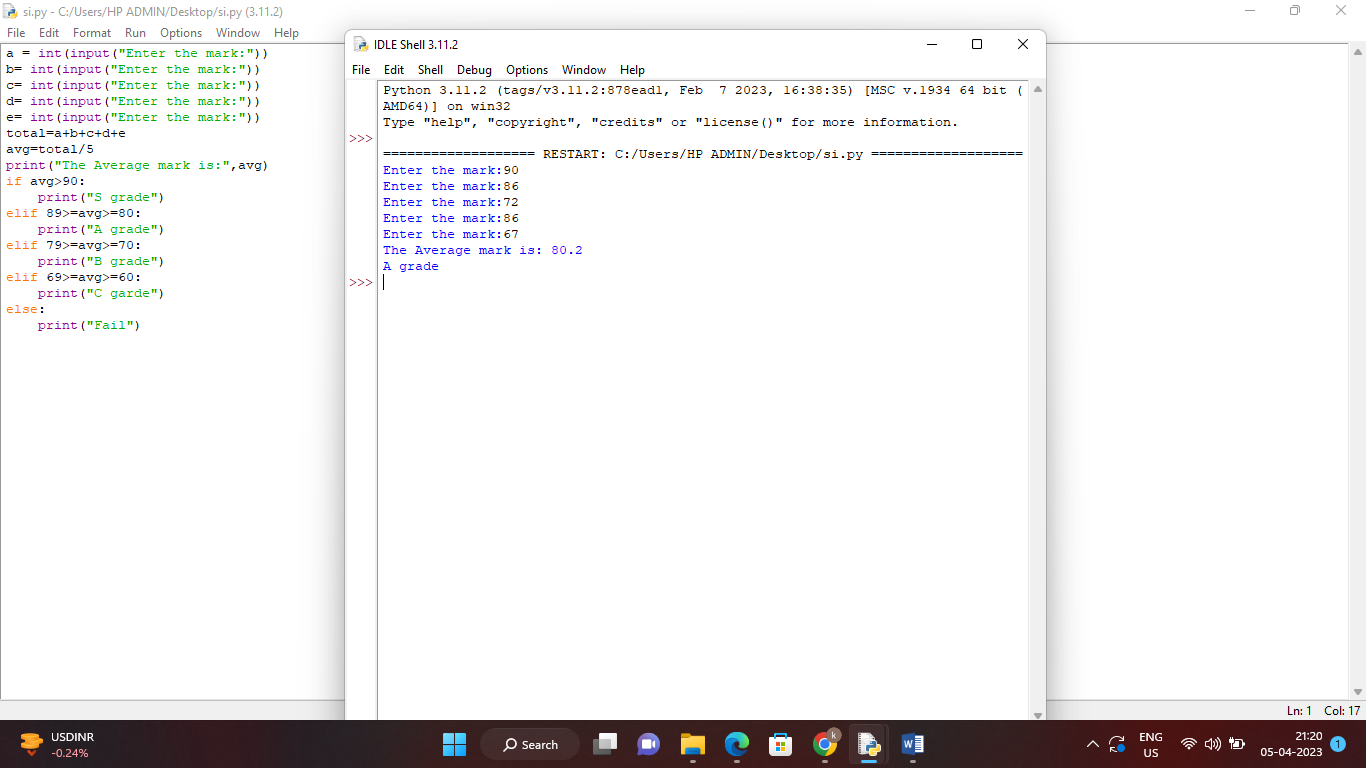 si.py - C:/Users/HP ADMIN/Desktop/si.py (3.11.2)
File Edit Format Run Options Window Help
a = int(input("Enter the mark:"))
b= int(input("Enter the mark:"))
c= int(input("Enter the mark:"))
d= int(input("Enter the mark:"))
e= int(input("Enter the mark:"))
total=a+b+c+d+e
avg=total/5
print("The Average mark is:",avg)
if avg>90:
    print("S grade")
elif 89>=avg>=80:
    print("A grade")
elif 79>=avg>=70:
    print("B grade")
elif 69>=avg>=60:
    print("C garde")
else:
    print("Fail")
IDLE Shell 3.11.2
File Edit Shell Debug Options Window Help
Python 3.11.2 (tags/v3.11.2:878ead1, Feb  7 2023, 16:38:35) [MSC v.1934 64 bit (
AMD64)] on win32
Type "help", "copyright", "credits" or "license()" for more information.
>>>
=================== RESTART: C:/Users/HP ADMIN/Desktop/si.py ===================
Enter the mark:90
Enter the mark:86
Enter the mark:72
Enter the mark:86
Enter the mark:67
The Average mark is: 80.2
A grade
>>>
Ln: 1 Col: 17
USDINR
-0.24%
Search
k
W
ENG
US
21:20
05-04-2023
1